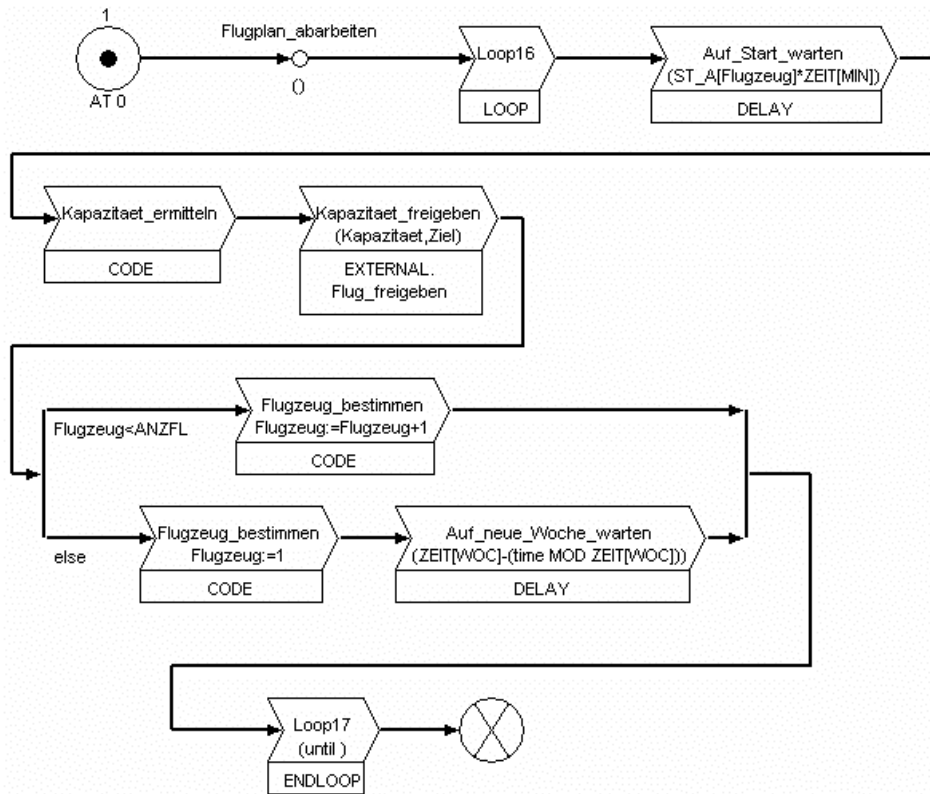 1
Flugplan_abarbeiten
AT 0
()
Loop16
LOOP
Auf_Start_warten
(ST_A[Flugzeug]*ZEIT[MIN])
DELAY
Kapazitaet_ermitteln
CODE
Kapazitaet_freigeben
(Kapazitaet,Ziel)
EXTERNAL.
Flug_freigeben
Flugzeug<ANZFL
Flugzeug_bestimmen
Flugzeug:=Flugzeug+1
CODE
else
Flugzeug_bestimmen
Flugzeug:=1
CODE
Auf_neue_Woche_warten
(ZEIT[WOC]-(time MOD ZEIT[WOC]))
DELAY
Loop17
(until )
ENDLOOP